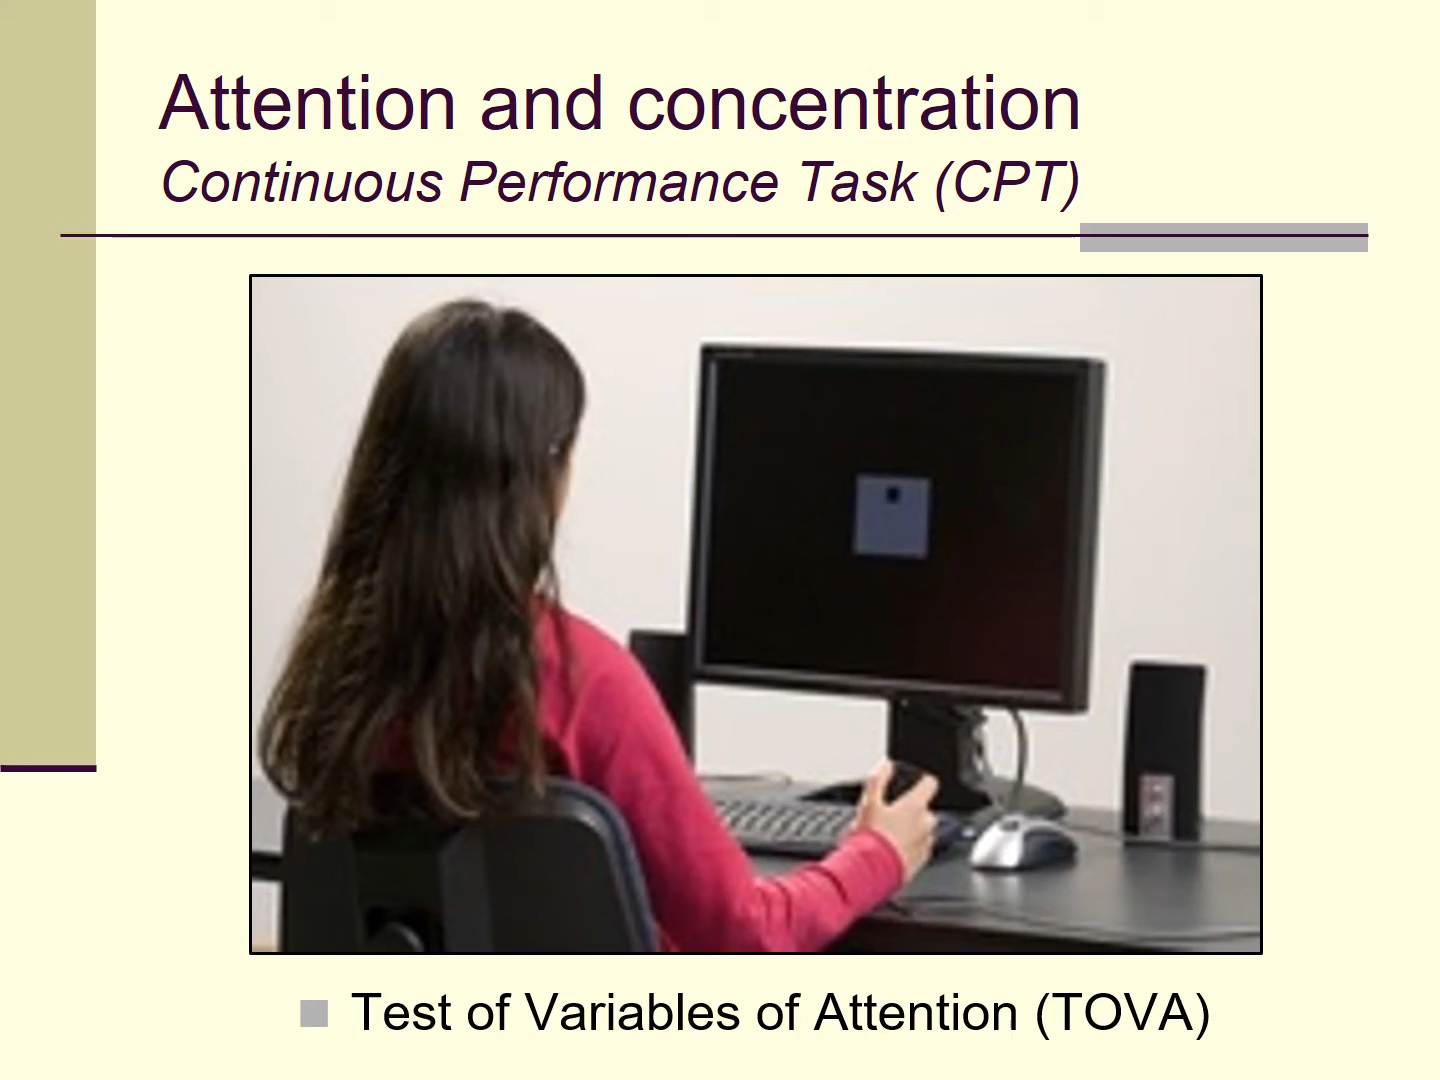 Attention and concentration
Continuous Performance Task (CPT)
Test of Variables of Attention (TOVA)